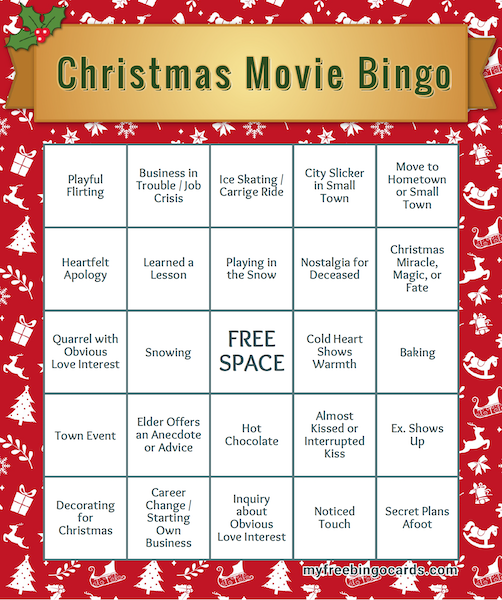 Christmas Movie Bingo
Playful
Flirting
Business in
Trouble / Job
Crisis
Ice Skating /
Carrige Ride
City Slicker
in Small
Town
Move to
Hometown
or Small
Town
Heartfelt
Apology
Learned a
Lesson
Playing in
the Snow
Nostalgia for
Deceased
Christmas
Miracle,
Magic, or
Fate
Quarrel with
Obvious
Love Interest
Snowing
FREE
SPACE
Cold Heart
Shows
Warmth
Baking
Town Event
Elder Offers
an Anecdote
or Advice
Hot
Chocolate
Almost
Kissed or
Interrupted
Kiss
Ex. Shows
Up
Decorating
for
Christmas
Career
Change /
Starting
Own
Business
Inquiry
about
Obvious
Love Interest
Noticed
Touch
Secret Plans
Afoot
myfreebingocards.com